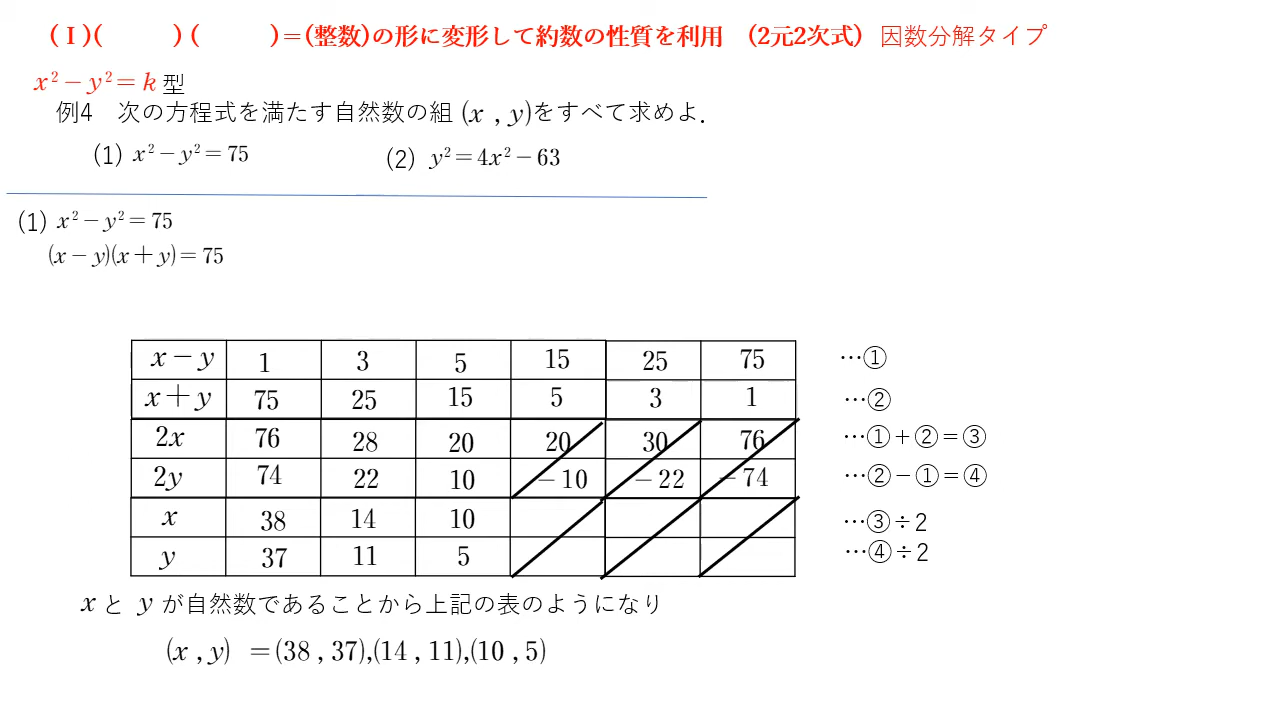 (Ⅰ)(　　　)(　　　)＝(整数)の形に変形して約数の性質を利用　(2元2次式)　因数分解タイプ
x²－y²＝k 型
例4　次の方程式を満たす自然数の組 (x , y)をすべて求めよ.
(1) x²－y²＝75　(2) y²＝4x²－63
(1) x²－y²＝75
(x－y)(x＋y)＝75
x－y 1 3 5 15 25 75 …①
x＋y 75 25 15 5 3 1 …②
2x 76 28 20 20 30 76 …①＋②＝③
2y 74 22 10 －10 －22 －74 …②－①＝④
x 38 14 10 …③÷2
y 37 11 5 …④÷2
x と y が自然数であることから上記の表のようになり
(x , y) ＝(38 , 37),(14 , 11),(10 , 5)